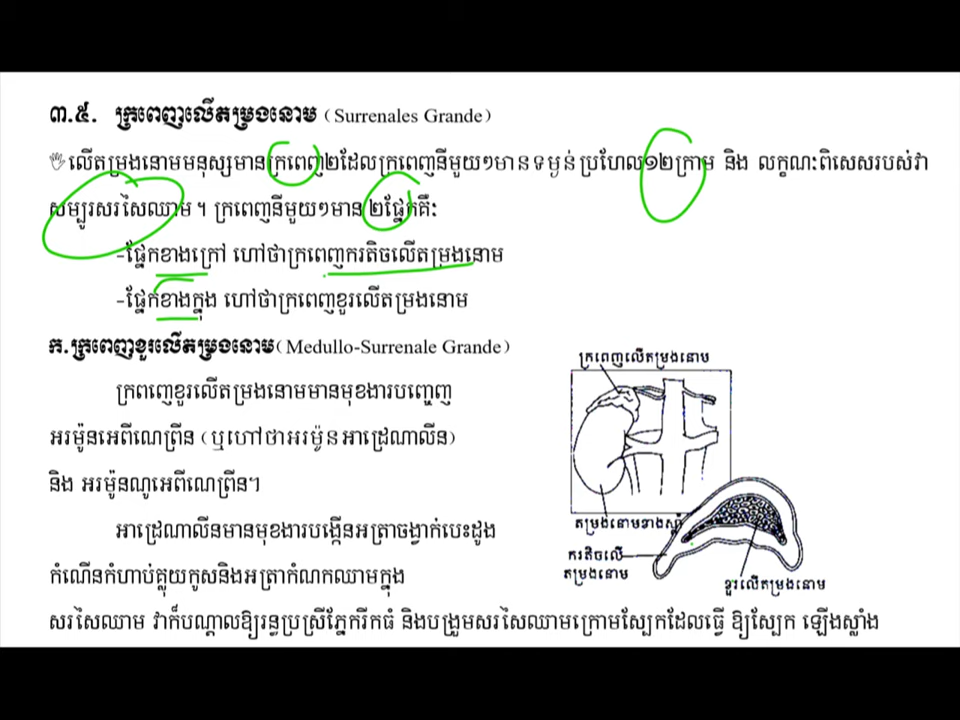 ៣.៥. ក្រពេញលើតម្រងនោម (Surrenales Grande)
លើតម្រងនោមមនុស្សមានក្រពេញ២ដែលក្រពេញនីមួយៗមានទម្ងន់ប្រហែល១២ក្រាម និង លក្ខណៈពិសេសរបស់វា
សម្បូរសរសៃឈាម ។ ក្រពេញនីមួយៗមាន ២ផ្នែកគឺៈ
-ផ្នែកខាងក្រៅ ហៅថាក្រពេញករតិចលើតម្រងនោម
-ផ្នែកខាងក្នុង ហៅថាក្រពេញខួរលើតម្រងនោម
ក.ក្រពេញខួរលើតម្រងនោម(Medullo-Surrenale Grande)
ក្រពញេខួរលើតម្រងនោមមានមុខងារបញ្ចេញ
អរម៉ូនអេពីណេព្រីន (ឬហៅថាអរម៉ូនអាដ្រេណាលីន)
និង អរម៉ូនណូអេពីណេព្រីន។
អាដ្រេណាលីនមានមុខងារបង្កើនអត្រាចង្វាក់បេះដូង
កំណើនកំហាប់គ្លុយកូសនិងអត្រាកំណកឈាមក្នុង
សរសៃឈាម វាក៏បណ្តាលឱ្យរន្ធប្រស្រីភ្នែករីកធំ និងបង្រួមសរសៃឈាមក្រោមស្បែកដែលធ្វើ ឱ្យស្បែក ឡើងស្លាំង
ក្រពេញលើតម្រងនោម
តម្រងនោមខាងស្តាំ
ករតិចលើ
តម្រងនោម
ខួរលើតម្រងនោម